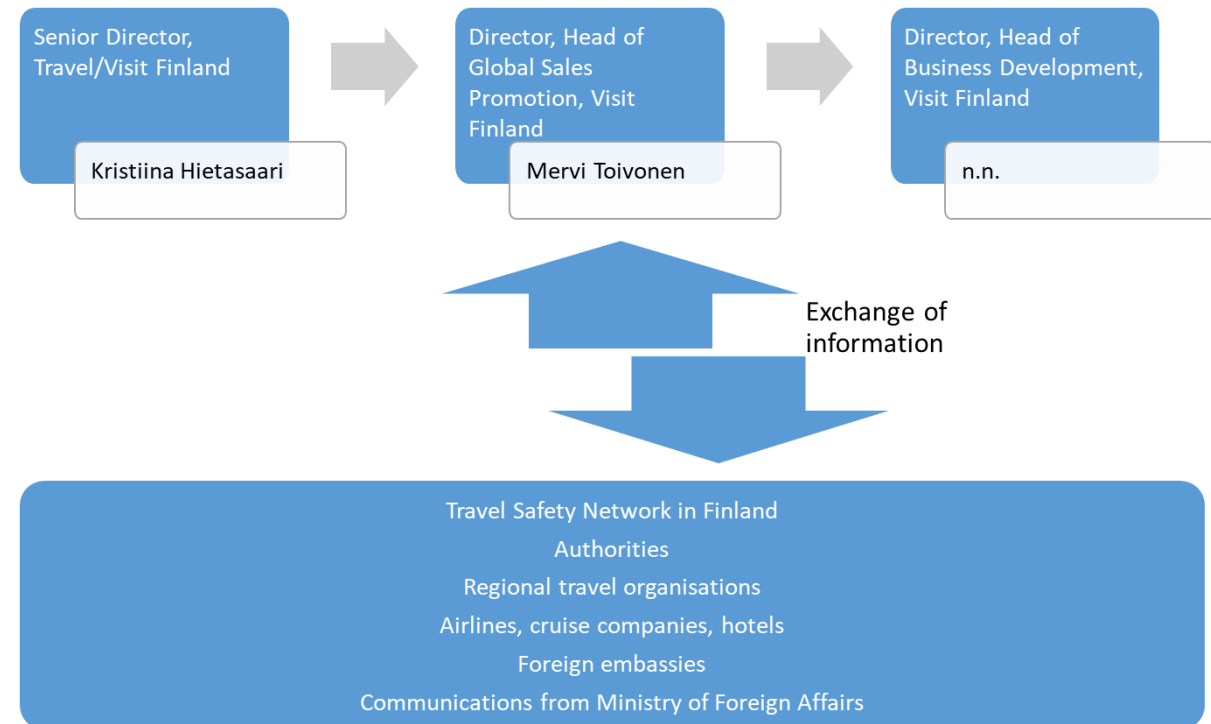 Senior Director,
Travel/Visit Finland
Kristiina Hietasaari
Director, Head of
Global Sales
Promotion, Visit
Finland
Mervi Toivonen
Director, Head of
Business Development,
Visit Finland
n.n.
Exchange of
information
Travel Safety Network in Finland
Authorities
Regional travel organisations
Airlines, cruise companies, hotels
Foreign embassies
Communications from Ministry of Foreign Affairs